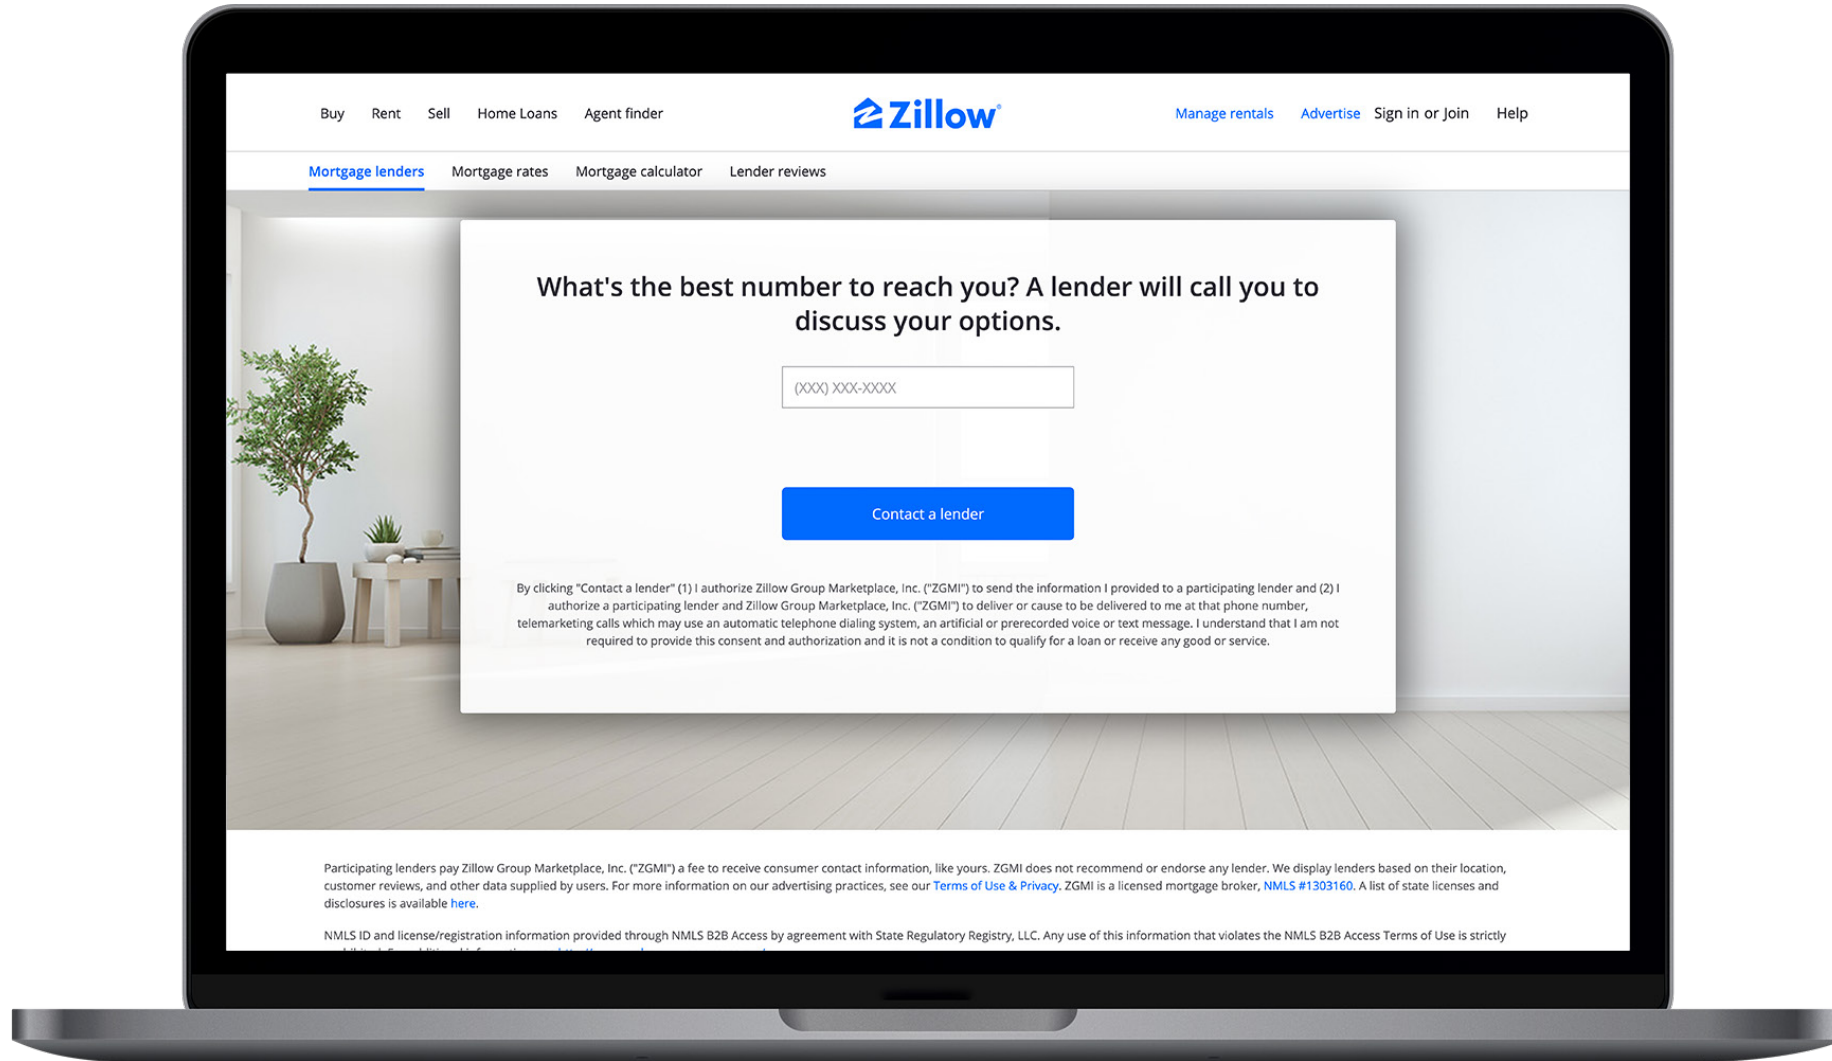 Buy Rent Sell Home Loans Agent finder Zillow® Manage rentals Advertise Sign in or Join Help
Mortgage lenders Mortgage rates Mortgage calculator Lender reviews
What's the best number to reach you? A lender will call you to
discuss your options.
(XXX) XXX-XXXX
Contact a lender
By clicking "Contact a lender" (1) I authorize Zillow Group Marketplace, Inc. ("ZGMI") to send the information I provided to a participating lender and (2) I
authorize a participating lender and Zillow Group Marketplace, Inc. ("ZGMI") to deliver or cause to be delivered to me at that phone number,
telemarketing calls which may use an automatic telephone dialing system, an artificial or prerecorded voice or text message. I understand that I am not
required to provide this consent and authorization and it is not a condition to qualify for a loan or receive any good or service.
Participating lenders pay Zillow Group Marketplace, Inc. ("ZGMI") a fee to receive consumer contact information, like yours. ZGMI does not recommend or endorse any lender. We display lenders based on their location,
customer reviews, and other data supplied by users. For more information on our advertising practices, see our Terms of Use & Privacy. ZGMI is a licensed mortgage broker, NMLS #1303160. A list of state licenses and
disclosures is available here.
NMLS ID and license/registration information provided through NMLS B2B Access by agreement with State Regulatory Registry, LLC. Any use of this information that violates the NMLS B2B Access Terms of Use is strictly